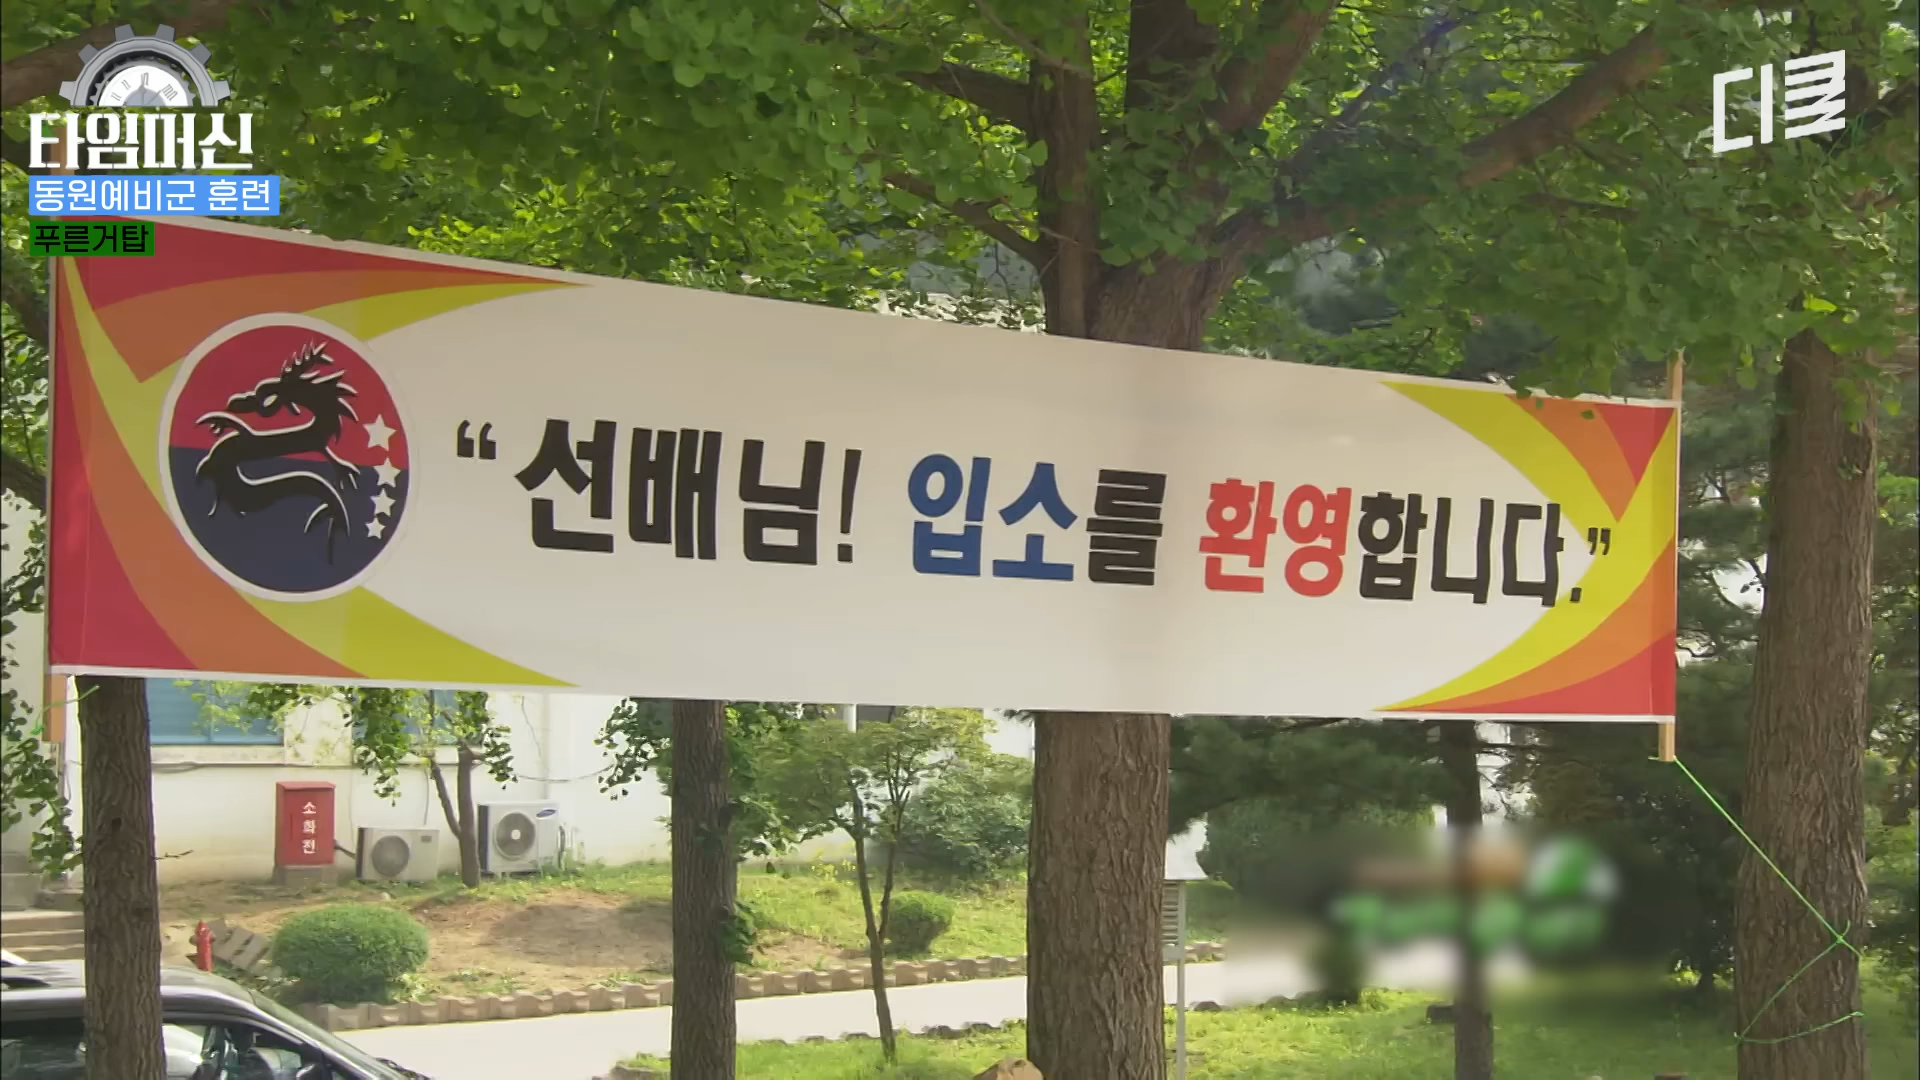 타임머신
동원예비군 훈련
푸른거탑
디클
“선배님! 입소를 환영합니다.”
소화전